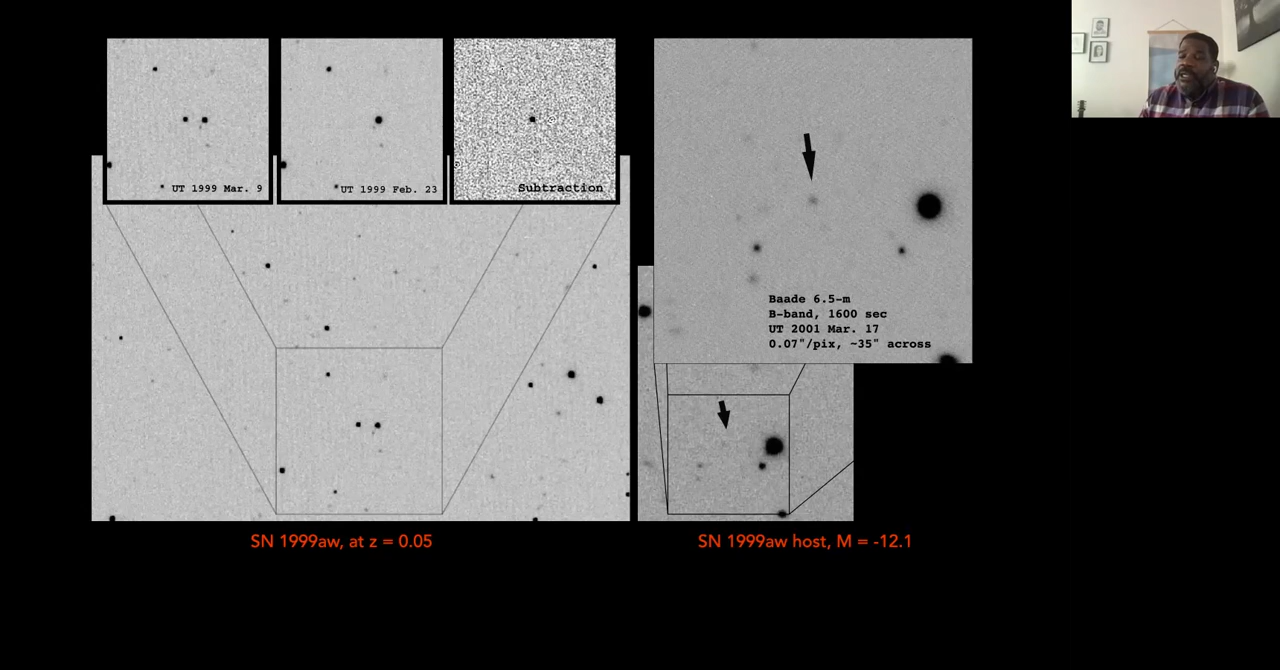 UT 1999 Mar. 9
UT 1999 Feb. 23
Subtraction
Baade 6.5-m
B-band, 1600 sec
UT 2001 Mar. 17
0.07"/pix, ~35" across
SN 1999aw, at z = 0.05
SN 1999aw host, M = -12.1